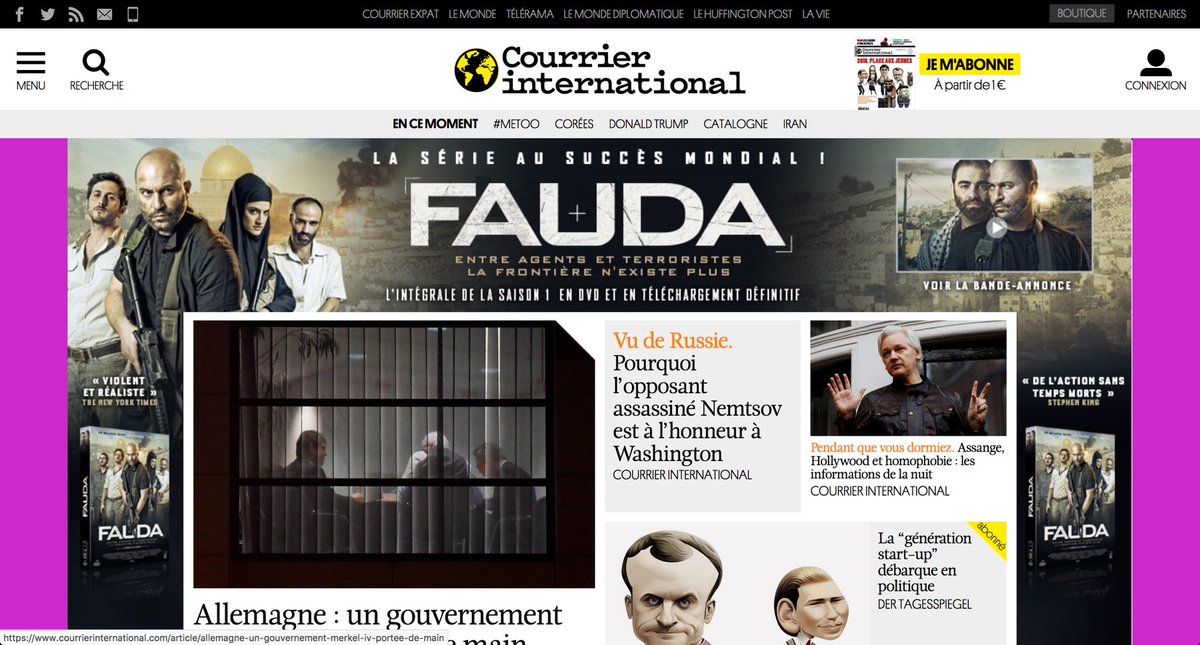 COURRIER EXPAT LE MONDE TÉLÉRAMA LE MONDE DIPLOMATIQUE LE HUFFINGTON POST LA VIE
BOUTIQUE PARTENAIRES
MENU
RECHERCHE
Courrier
international
2018, PLACE AUX JEUNES
JE M'ABONNE
À partir de 1 €
CONNEXION
EN CE MOMENT #METOO CORÉES DONALD TRUMP CATALOGNE IRAN
LA SÉRIE AU SUCCÈS MONDIAL !
FAUDA
ENTRE AGENTS ET TERRORISTES
LA FRONTIÈRE N'EXISTE PLUS
L'INTÉGRALE DE LA SAISON 1 EN DVD ET EN TÉLÉCHARGEMENT DÉFINITIF
VOIR LA BANDE-ANNONCE
« VIOLENT
ET RÉALISTE »
THE NEW YORK TIMES
FAUDA
Vu de Russie.
Pourquoi
l'opposant
assassiné Nemtsov
est à l'honneur à
Washington
COURRIER INTERNATIONAL
Pendant que vous dormiez. Assange,
Hollywood et homophobie : les
informations de la nuit
COURRIER INTERNATIONAL
« DE L'ACTION SANS
TEMPS MORTS »
STEPHEN KING
FAUDA
abonné
La “génération
start-up”
débarque en
politique
DER TAGESSPIEGEL
Allemagne : un gouvernement
e main
https://www.courrierinternational.com/article/allemagne-un-gouvernement-merkel-iv-portee-de-main